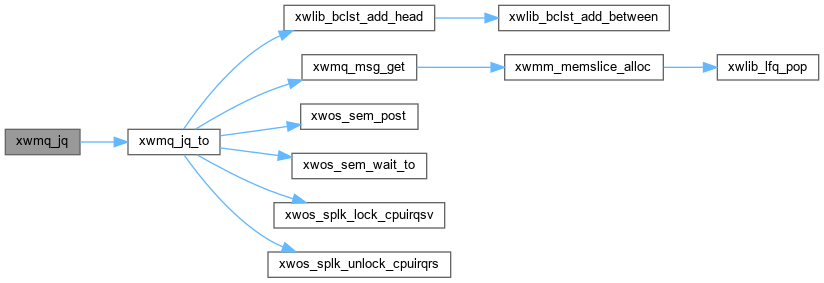 xwmq_jq
xwmq_jq_to
xwlib_bclst_add_head
xwlib_bclst_add_between
xwmq_msg_get
xwmm_memslice_alloc
xwlib_lfq_pop
xwos_sem_post
xwos_sem_wait_to
xwos_splk_lock_cpuirqsv
xwos_splk_unlock_cpuirqrs